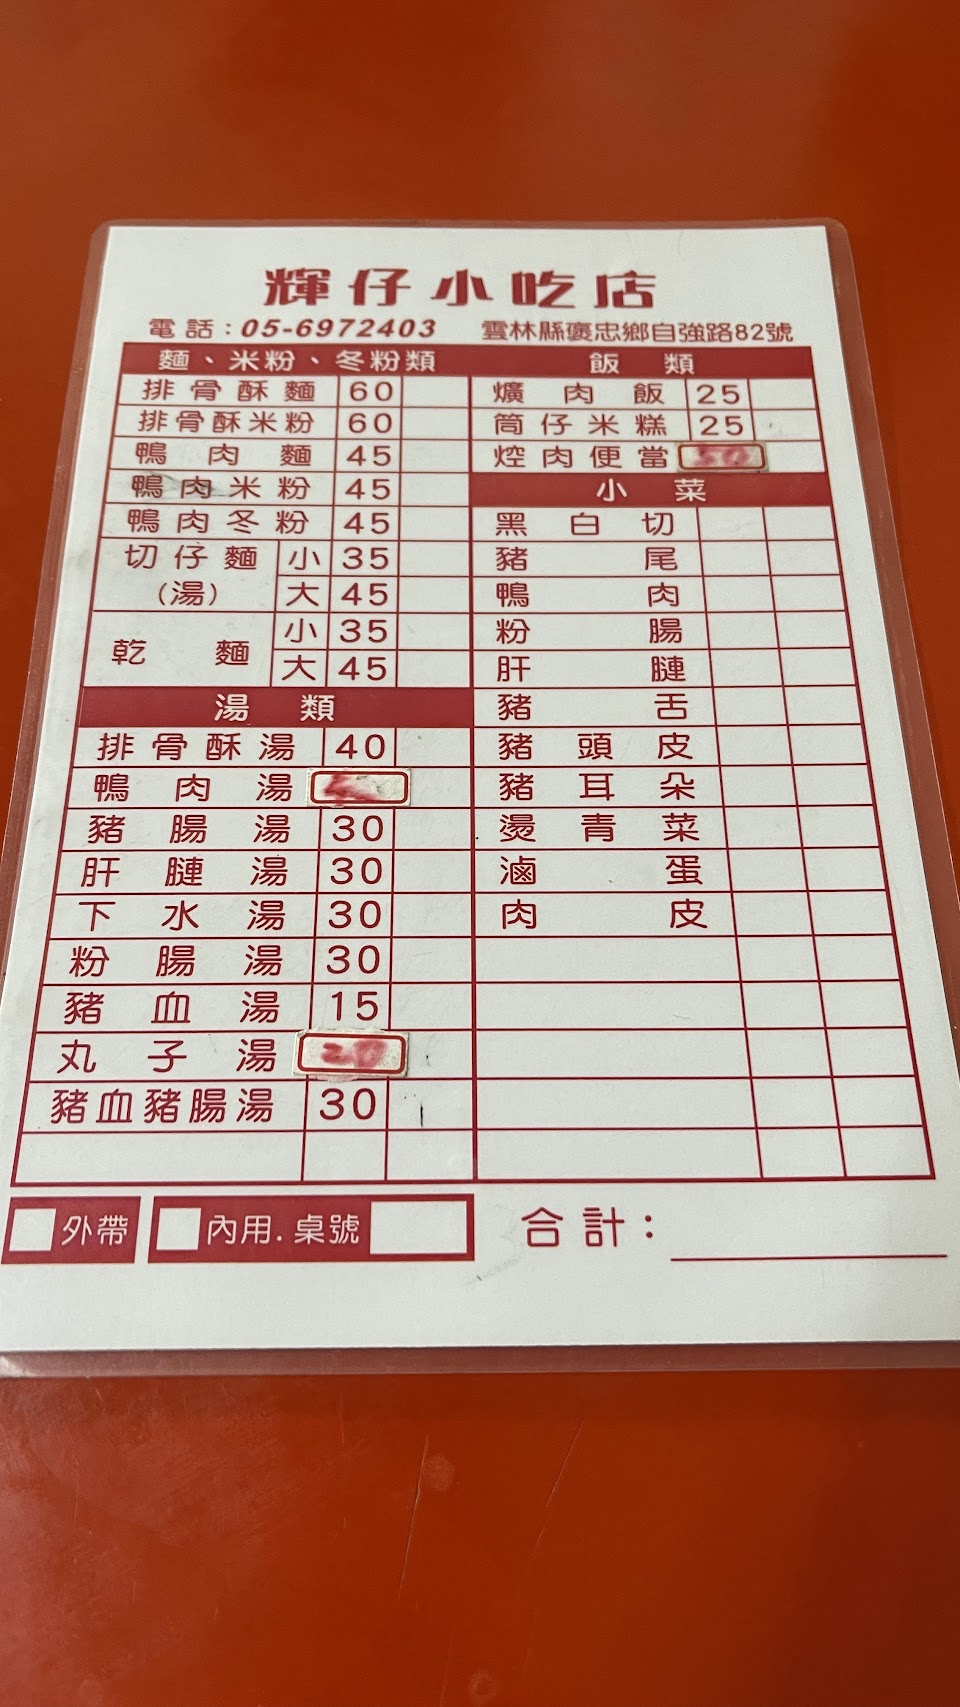 輝仔小吃店
電話：05-6972403 雲林縣褒忠鄉自強路82號
麵、米粉、冬粉類
排骨酥麵 60
排骨酥米粉 60
鴨肉麵 45
鴨肉米粉 45
鴨肉冬粉 45
切仔麵(湯) 小 35
大 45
乾麵 小 35
大 45
湯類
排骨酥湯 40
鴨肉湯
豬腸湯 30
肝膁湯 30
下水湯 30
粉腸湯 30
豬血湯 15
丸子湯 20
豬血豬腸湯 30
飯類
爌肉飯 25
筒仔米糕 25
焢肉便當
小菜
黑白切
豬尾
鴨肉
粉腸
肝膁
豬舌
豬頭皮
豬耳朵
燙青菜
滷蛋
肉皮
外帶 內用.桌號 合計：